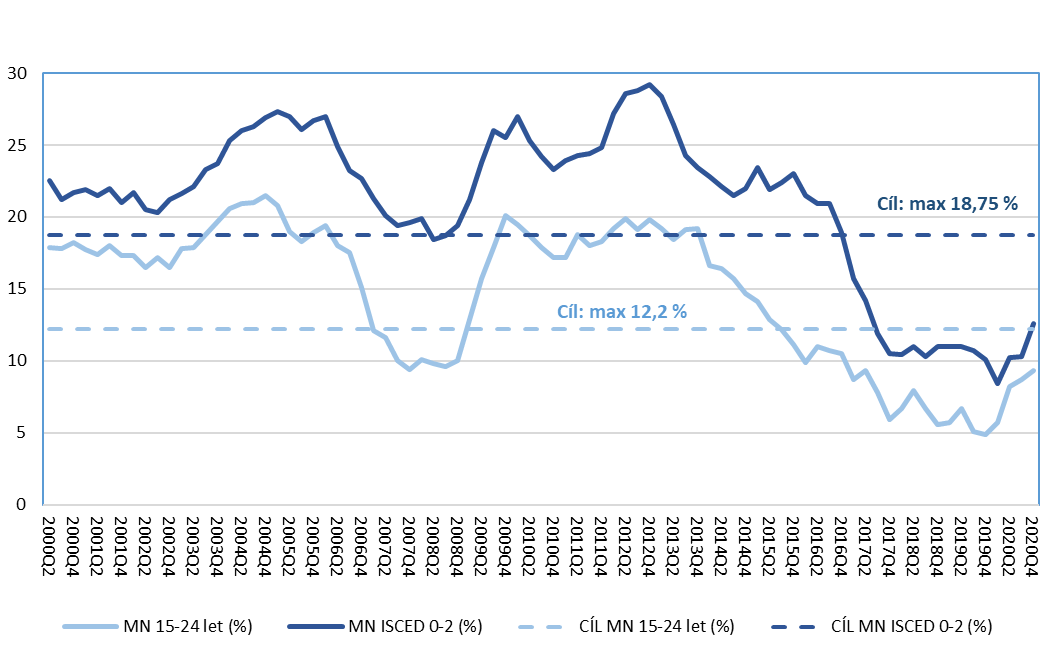 30
25
20
15
10
5
0
Cíl: max 18,75 %
Cíl: max 12,2 %
2000Q2
2000Q4
2001Q2
2001Q4
2002Q2
2002Q4
2003Q2
2003Q4
2004Q2
2004Q4
2005Q2
2005Q4
2006Q2
2006Q4
2007Q2
2007Q4
2008Q2
2008Q4
2009Q2
2009Q4
2010Q2
2010Q4
2011Q2
2011Q4
2012Q2
2012Q4
2013Q2
2013Q4
2014Q2
2014Q4
2015Q2
2015Q4
2016Q2
2016Q4
2017Q2
2017Q4
2018Q2
2018Q4
2019Q2
2019Q4
2020Q2
2020Q4
MN 15-24 let (%)
MN ISCED 0-2 (%)
CÍL MN 15-24 let (%)
CÍL MN ISCED 0-2 (%)